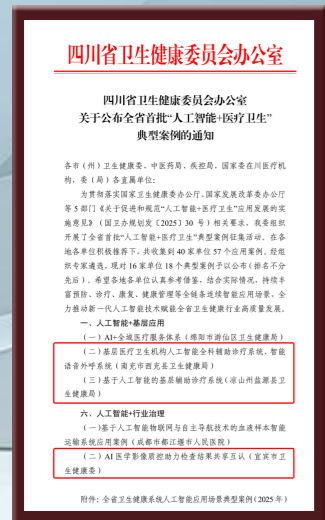 四川省卫生健康委员会办公室
四川省卫生健康委员会办公室
关于公布全省首批“人工智能+医疗卫生”
典型案例的通知
各市（州）卫生健康委、中医药局、疾控局，国家委在川医疗机
构，委（局）各直属单位：
为贯彻落实国家卫生健康委办公厅、国家发展改革委办公厅
等 5 部门《关于促进和规范“人工智能+医疗卫生”应用发展的实
施意见》（国卫办规划发〔2025〕30 号）相关要求，我委组织
开展了全省首批“人工智能+医疗卫生”典型案例征集活动。在各
地各单位积极推荐下，共收集到 40 家单位 57 个应用案例。经组
织专家遴选，现对 16 家单位 18 个典型案例予以公布（排名不分
先后）。希望各地各单位认真参考借鉴，结合实际情况，持续丰
富预防、诊疗、康复、健康管理等全链条连续智能应用场景，全
力推动新一代人工智能技术赋能全省卫生健康行业高质量发展。
一、人工智能+基层应用
（一）AI+全域医疗服务体系（绵阳市游仙区卫生健康局）
（二）基层医疗卫生机构人工智能全科辅助诊疗系统、智能
语音外呼系统（南充市西充县卫生健康局）
（三）基于人工智能的基层辅助诊疗系统（凉山州盐源县卫
生健康局）
六、人工智能+行业治理
（一）基于人工智能物联网与自主导航技术的血液样本智能
运输系统应用案例（成都市都江堰市人民医院）
（二）AI 医学影像质控助力检查结果共享互认（宜宾市卫
生健康委）
附件：全省卫生健康系统人工智能应用场景典型案例（2025 年）